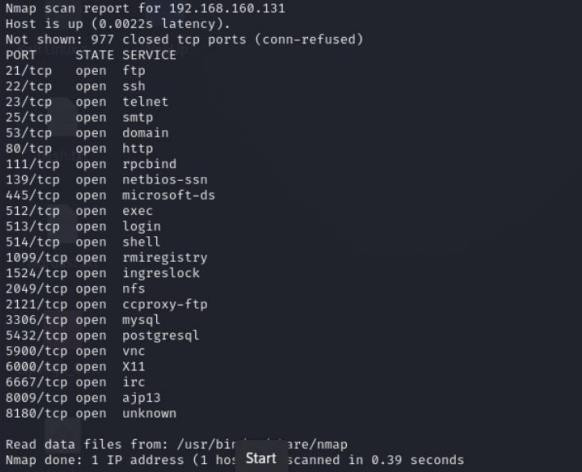 Nmap scan report for 192.168.160.131
Host is up (0.0022s latency).
Not shown: 977 closed tcp ports (conn-refused)
PORT     STATE SERVICE
21/tcp   open  ftp
22/tcp   open  ssh
23/tcp   open  telnet
25/tcp   open  smtp
53/tcp   open  domain
80/tcp   open  http
111/tcp  open  rpcbind
139/tcp  open  netbios-ssn
445/tcp  open  microsoft-ds
512/tcp  open  exec
513/tcp  open  login
514/tcp  open  shell
1099/tcp open  rmiregistry
1524/tcp open  ingreslock
2049/tcp open  nfs
2121/tcp open  ccproxy-ftp
3306/tcp open  mysql
5432/tcp open  postgresql
5900/tcp open  vnc
6000/tcp open  X11
6667/tcp open  irc
8009/tcp open  ajp13
8180/tcp open  unknown
Read data files from: /usr/bin are/nmap
Start
Nmap done: 1 IP address (1 hos scanned in 0.39 seconds